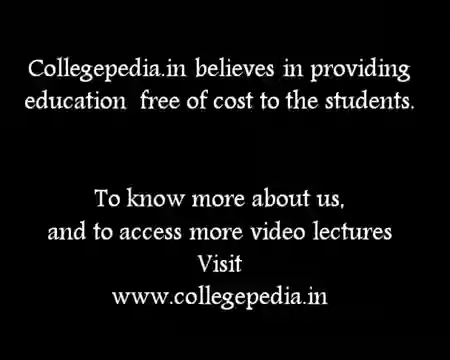 Collegepedia.in believes in providing
education free of cost to the students.
To know more about us,
and to access more video lectures
Visit
www.collegepedia.in